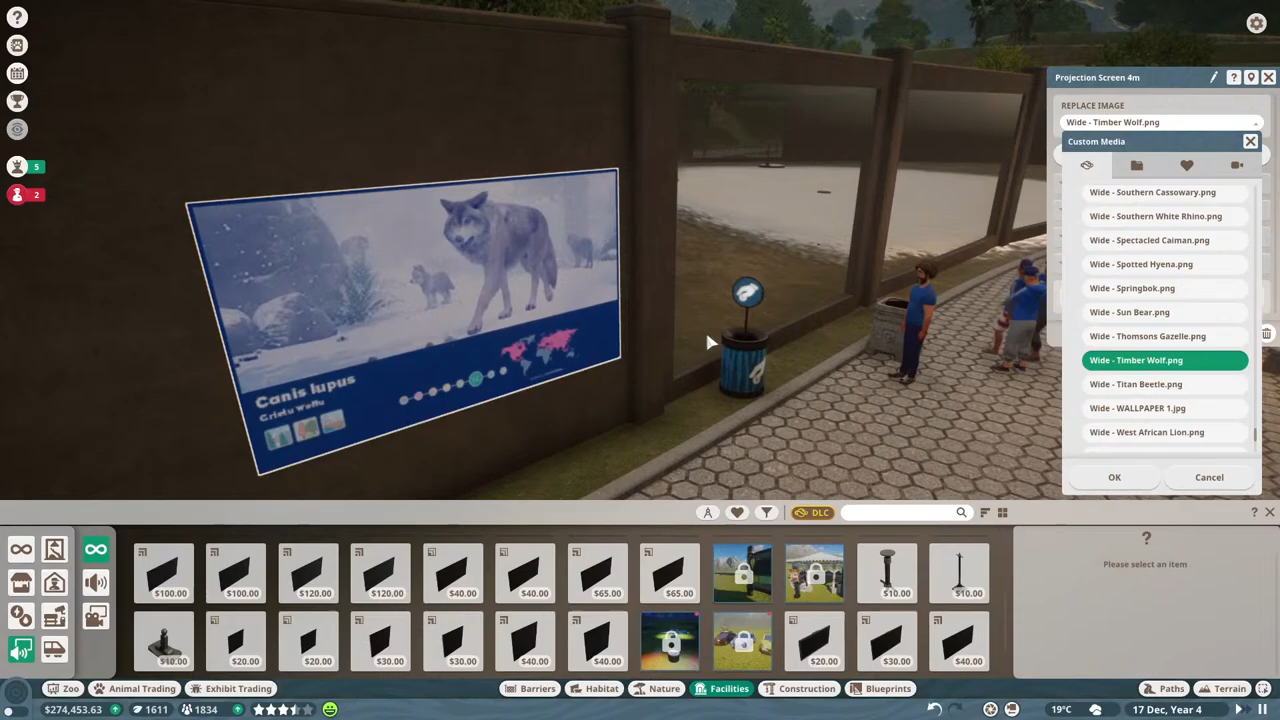 5
2
Projection Screen 4m
REPLACE IMAGE
Wide - Timber Wolf.png
Custom Media
Wide - Southern Cassowary.png
Wide - Southern White Rhino.png
Wide - Spectacled Caiman.png
Wide - Spotted Hyena.png
Wide - Springbok.png
Wide - Sun Bear.png
Wide - Thomsons Gazelle.png
Wide - Timber Wolf.png
Wide - Titan Beetle.png
Wide - WALLPAPER 1.jpg
Wide - West African Lion.png
OK Cancel
Canis lupus
DLC
$100.00 $100.00 $120.00 $120.00 $40.00 $40.00 $65.00 $65.00 $10.00 $10.00
$10.00 $20.00 $20.00 $30.00 $30.00 $40.00 $40.00 $20.00 $30.00 $40.00
?
Please select an item
Zoo Animal Trading Exhibit Trading Barriers Habitat Nature Facilities Construction Blueprints Paths Terrain
$274,453.63 1611 1834 19°C 17 Dec, Year 4